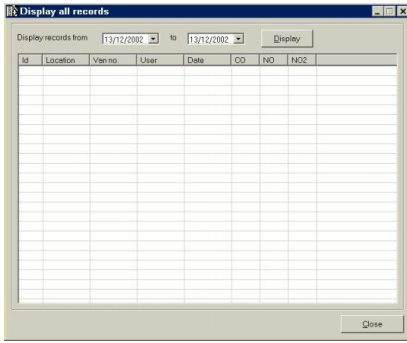 Display all records
Display records from 13/12/2002 to 13/12/2002 Display
Id Location Van no. User Date CO NO NO2
Close